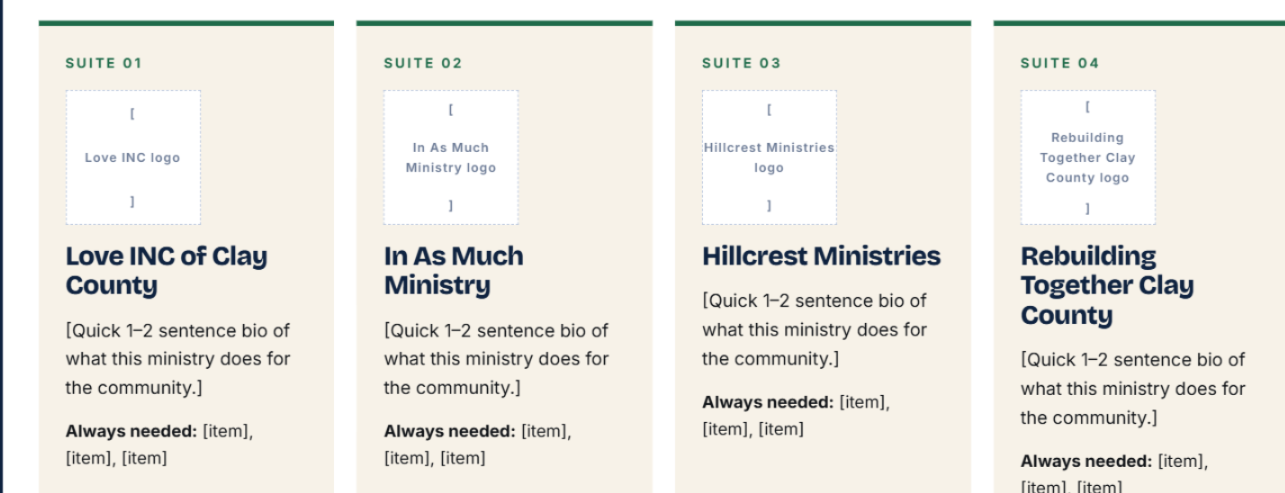 SUITE 01
[
Love INC logo
]
Love INC of Clay
County
[Quick 1–2 sentence bio of
what this ministry does for
the community.]
Always needed: [item],
[item], [item]
SUITE 02
[
In As Much
Ministry logo
]
In As Much
Ministry
[Quick 1–2 sentence bio of
what this ministry does for
the community.]
Always needed: [item],
[item], [item]
SUITE 03
[
Hillcrest Ministries
logo
]
Hillcrest Ministries
[Quick 1–2 sentence bio of
what this ministry does for
the community.]
Always needed: [item],
[item], [item]
SUITE 04
[
Rebuilding
Together Clay
County logo
]
Rebuilding
Together Clay
County
[Quick 1–2 sentence bio of
what this ministry does for
the community.]
Always needed: [item],
[item], [item]